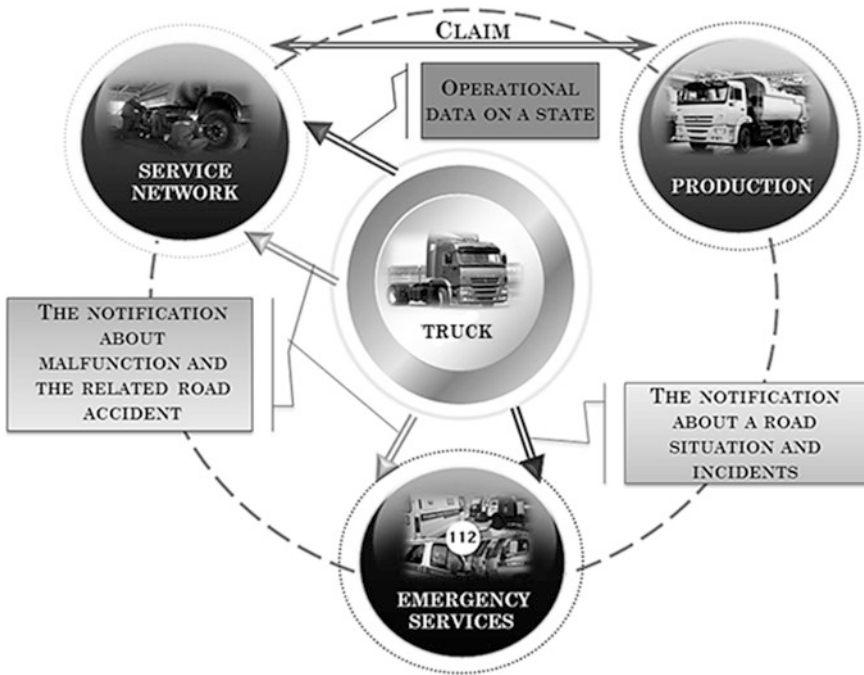 CLAIM
OPERATIONAL
DATA ON A STATE
SERVICE
NETWORK
PRODUCTION
TRUCK
THE NOTIFICATION
ABOUT
MALFUNCTION AND
THE RELATED ROAD
ACCIDENT
THE NOTIFICATION
ABOUT A ROAD
SITUATION AND
INCIDENTS
112
EMERGENCY
SERVICES